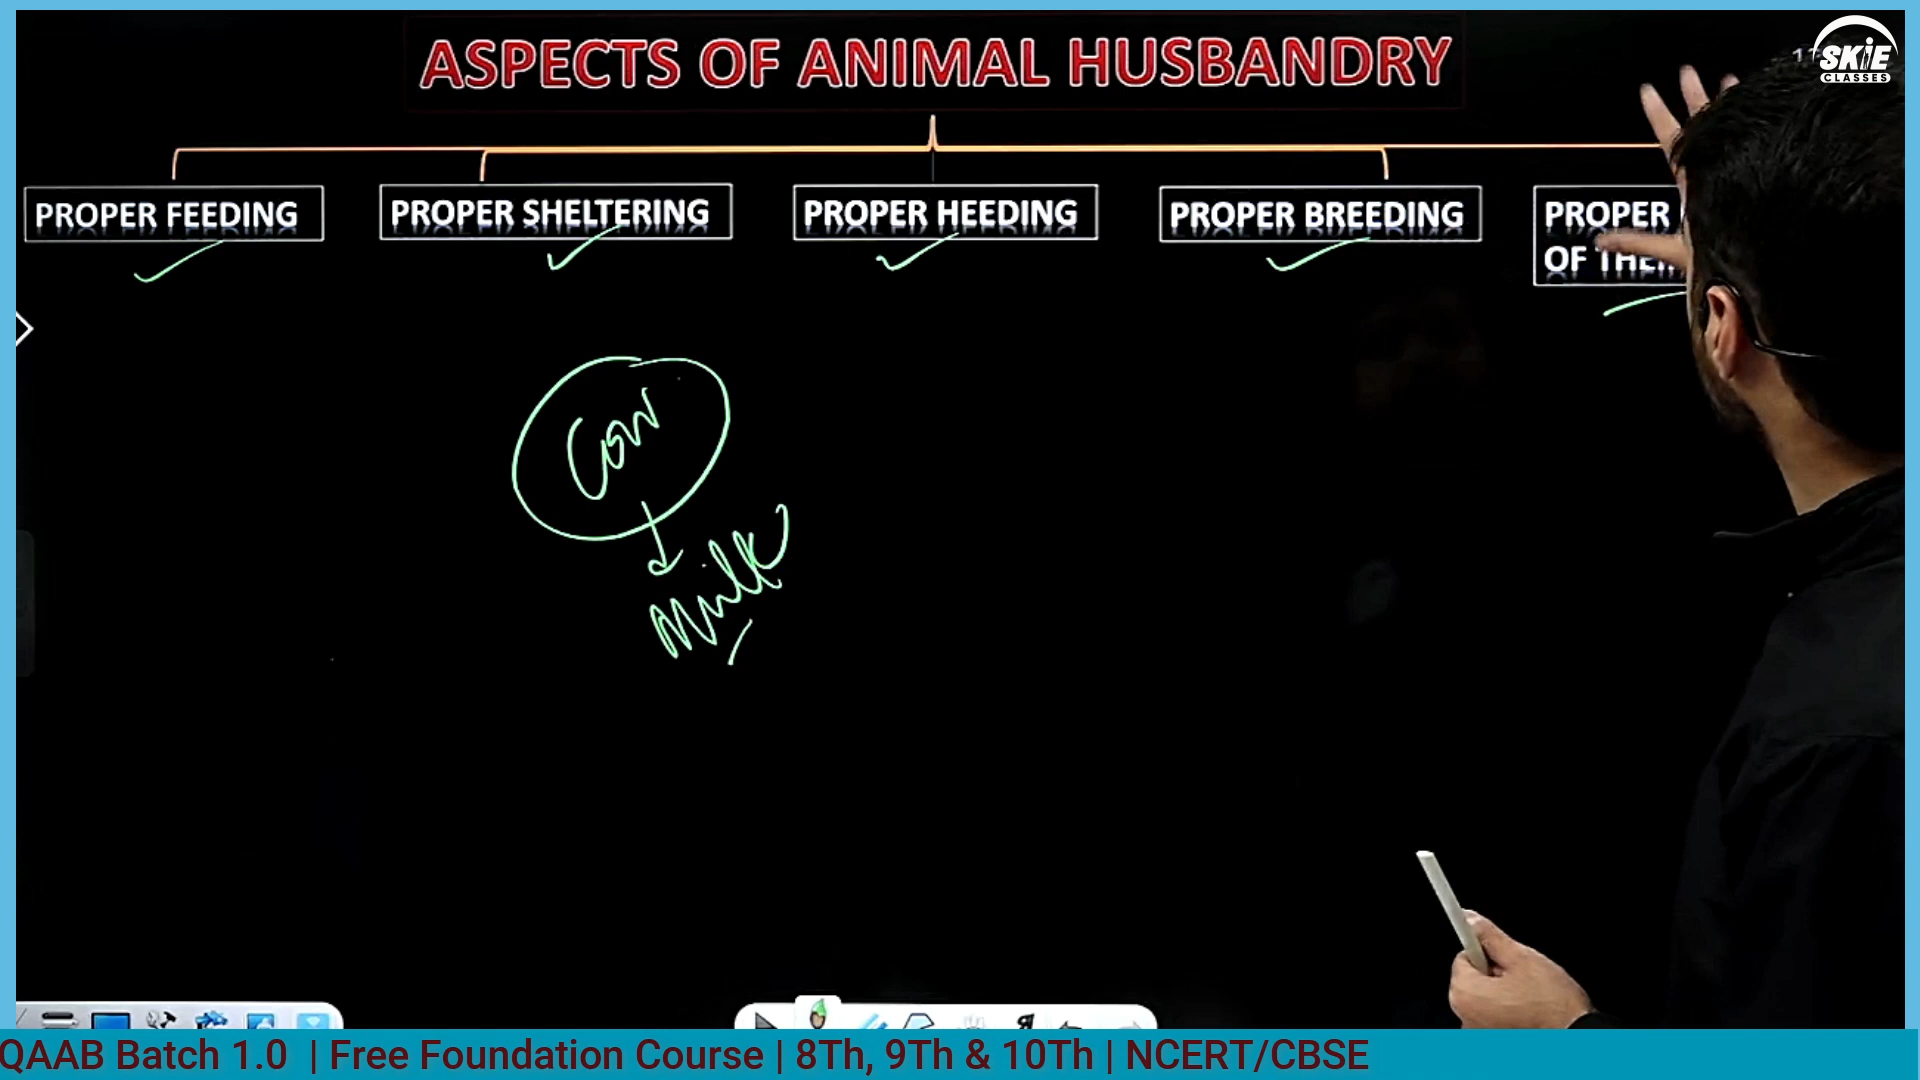 ASPECTS OF ANIMAL HUSBANDRY
SKIE
CLASSES
PROPER FEEDING
PROPER SHELTERING
PROPER HEEDING
PROPER BREEDING
PROPER
OF
Cow
Milk
QAAB Batch 1.0 | Free Foundation Course | 8Th, 9Th & 10Th | NCERT/CBSE